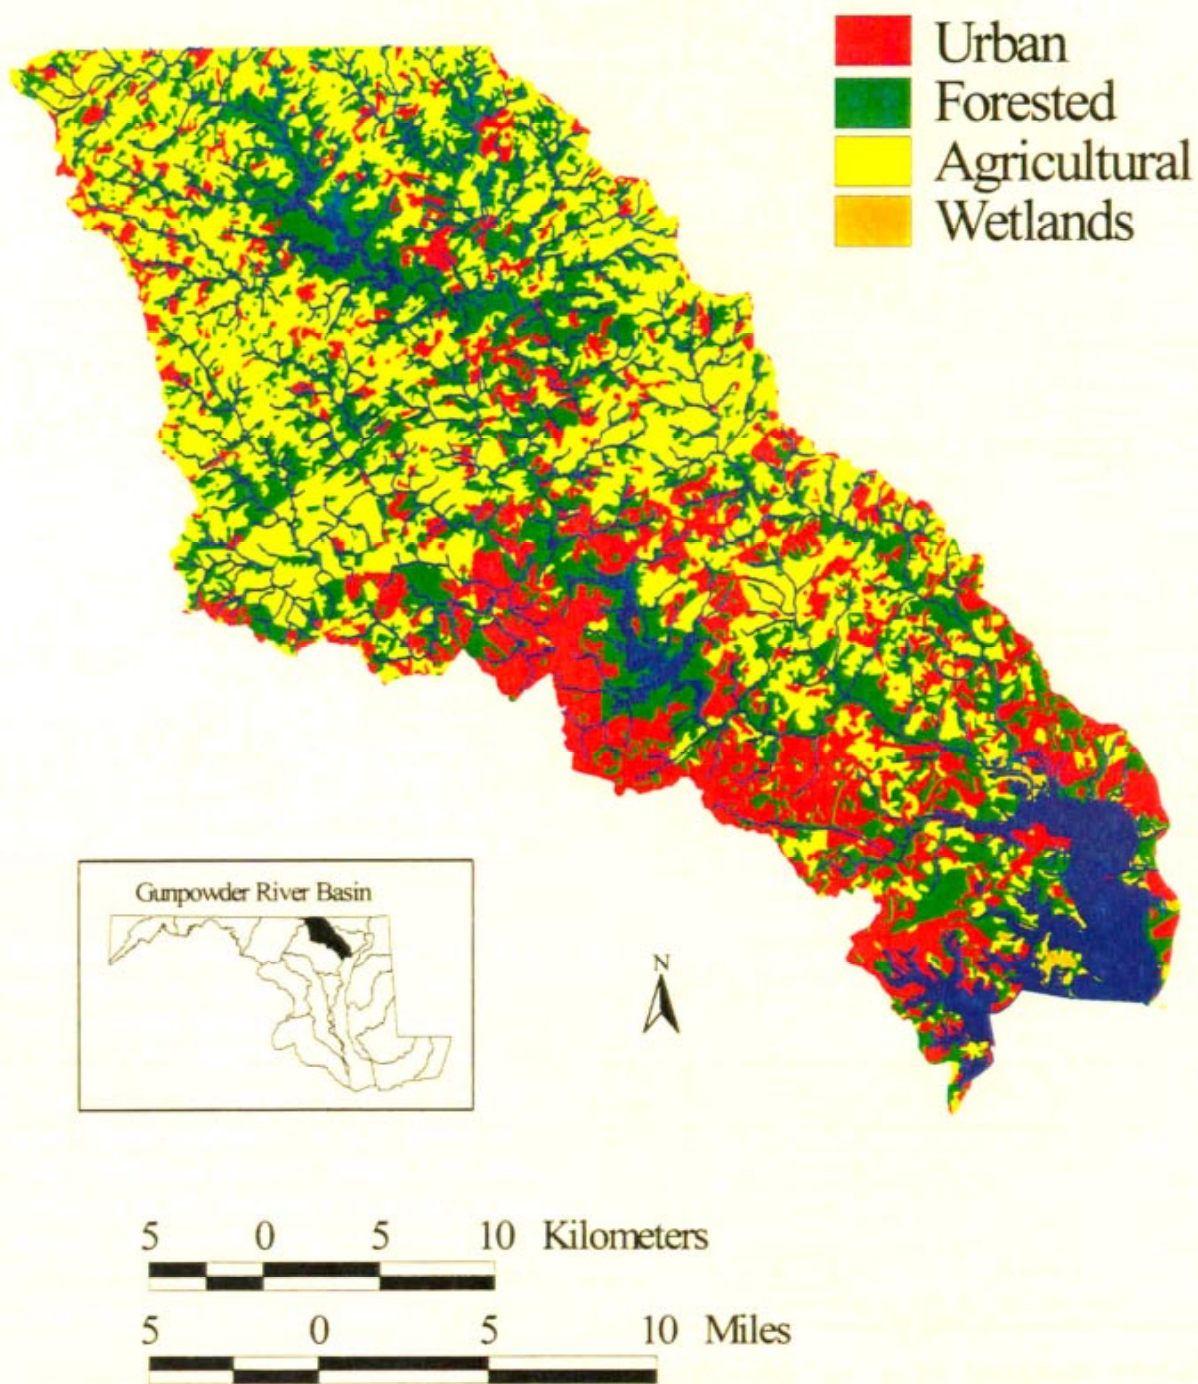 Urban
Forested
Agricultural
Wetlands
Gunpowder River Basin
N
5 0 5 10 Kilometers
5 0 5 10 Miles